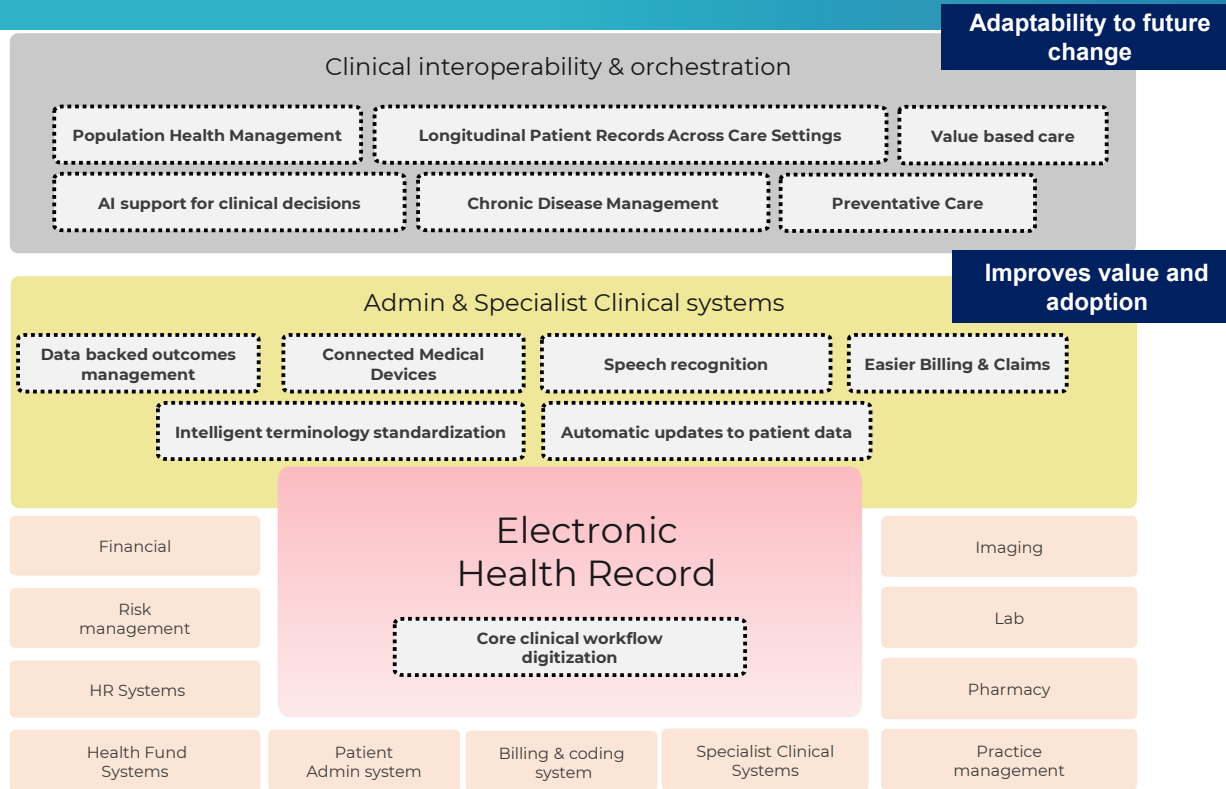 Adaptability to future
change
Clinical interoperability & orchestration
Population Health Management
Longitudinal Patient Records Across Care Settings
Value based care
AI support for clinical decisions
Chronic Disease Management
Preventative Care
Improves value and
adoption
Admin & Specialist Clinical systems
Data backed outcomes
management
Connected Medical
Devices
Speech recognition
Easier Billing & Claims
Intelligent terminology standardization
Automatic updates to patient data
Electronic
Health Record
Core clinical workflow
digitization
Financial
Risk
management
HR Systems
Imaging
Lab
Pharmacy
Health Fund
Systems
Patient
Admin system
Billing & coding
system
Specialist Clinical
Systems
Practice
management